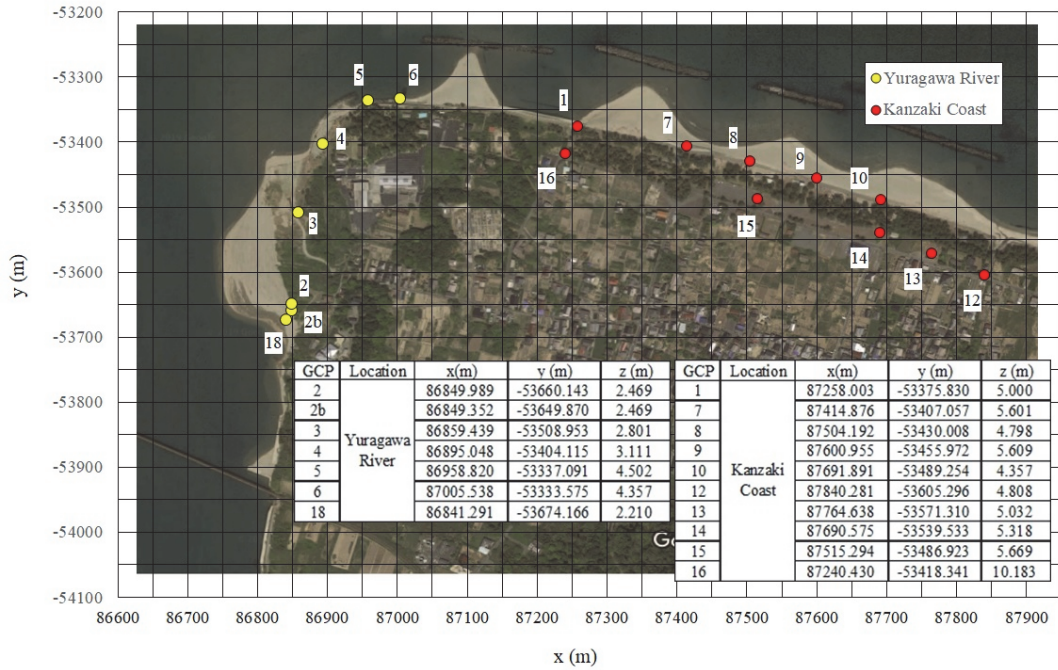 -53200
-53300
-53400
-53500
-53600
-53700
-53800
-53900
-54000
-54100
y (m)
5
6
4
3
2
2b
18
1
16
7
8
15
9
10
14
13
12
Yuragawa River
Kanzaki Coast
GCP Location x(m) y (m) z (m)
2 86849.989 -53660.143 2.469
2b 86849.352 -53649.870 2.469
3 86859.439 -53508.953 2.801
Yuragawa
4 86895.048 -53404.115 3.111
River
5 86958.820 -53337.091 4.502
6 87005.538 -53333.575 4.357
18 86841.291 -53674.166 2.210
GCP Location x(m) y (m) z (m)
1 87258.003 -53375.830 5.000
7 87414.876 -53407.057 5.601
8 87504.192 -53430.008 4.798
9 87600.955 -53455.972 5.609
10 Kanzaki 87691.891 -53489.254 4.357
12 Coast 87840.281 -53605.296 4.808
13 87764.638 -53571.310 5.032
14 87690.575 -53539.533 5.318
15 87515.294 -53486.923 5.669
16 87240.430 -53418.341 10.183
86600 86700 86800 86900 87000 87100 87200 87300 87400 87500 87600 87700 87800 87900
x (m)